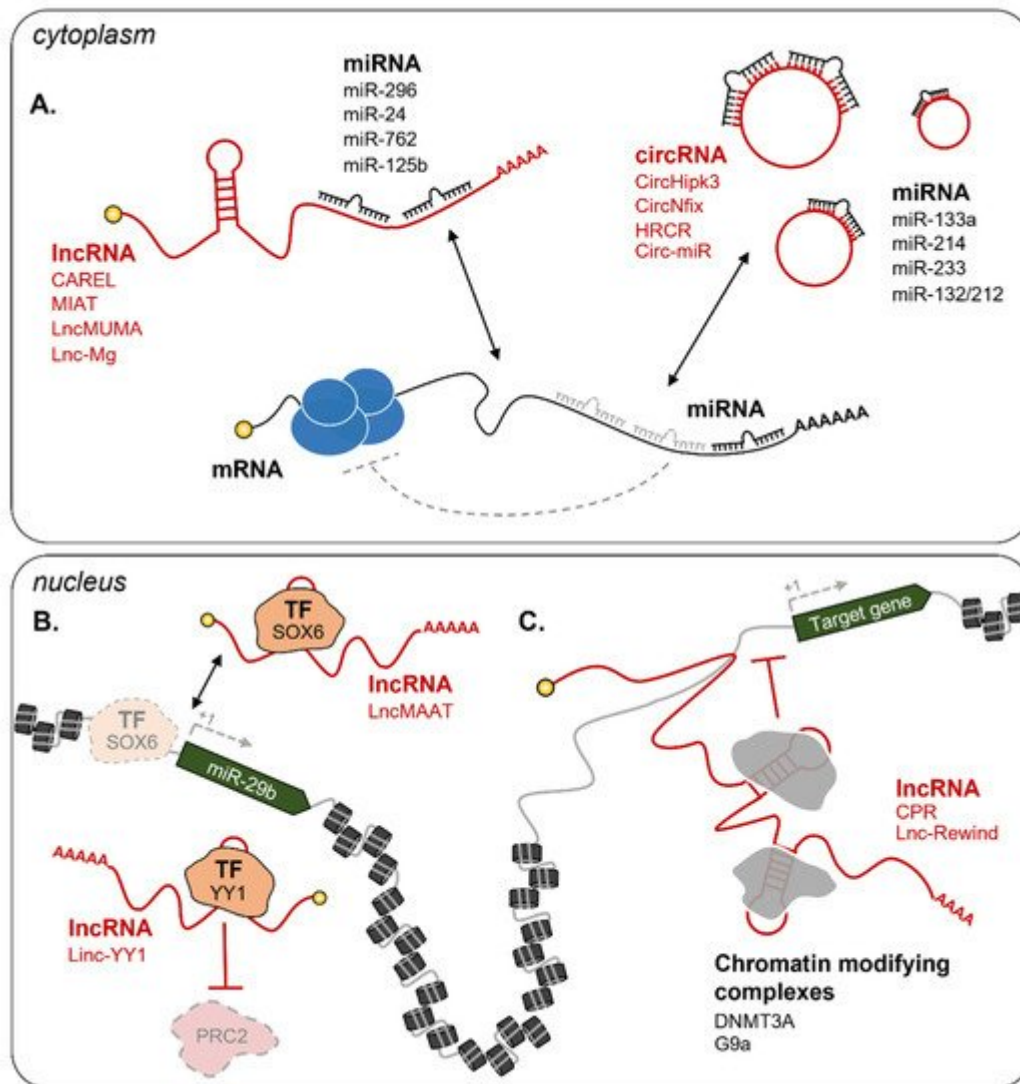 cytoplasm
A.
miRNA
miR-296
miR-24
miR-762
miR-125b
AAAAA
lncRNA
CAREL
MIAT
LncMUMA
Lnc-Mg
circRNA
CircHipk3
CircNfix
HRCR
Circ-miR
miRNA
miR-133a
miR-214
miR-233
miR-132/212
mRNA
miRNA
AAAAAA
nucleus
B.
TF
SOX6
AAAAA
lncRNA
LncMAAT
TF
SOX6
+1
miR-29b
AAAAA
TF
YY1
lncRNA
Linc-YY1
PRC2
C.
+1
Target gene
lncRNA
CPR
Lnc-Rewind
AAAA
Chromatin modifying
complexes
DNMT3A
G9a